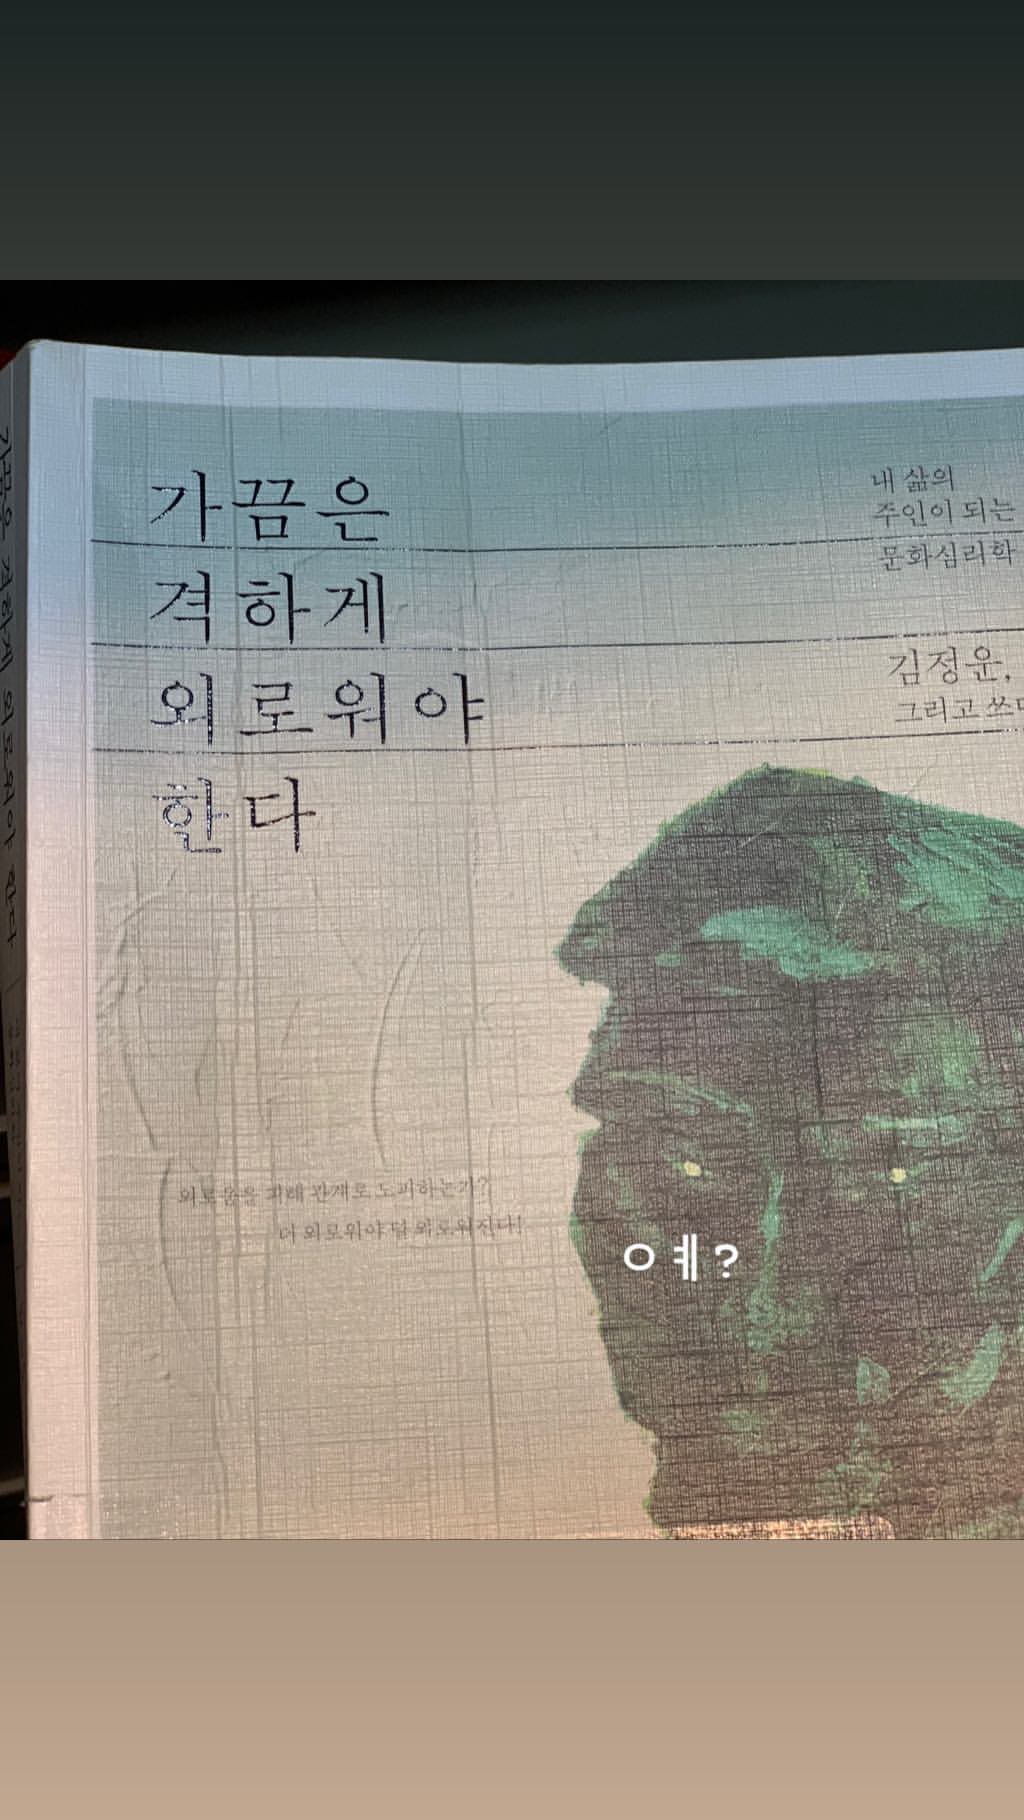 가끔은
격하게
외로워야
한다
내 삶의
주인이 되는
문화심리학
김정운,
그리고 쓰다
외로움을 피해 관계로 도피하는가?
더 외로워야 덜 외로워진다!
ㅇㅖ?
가끔은 격하게 외로워야 한다